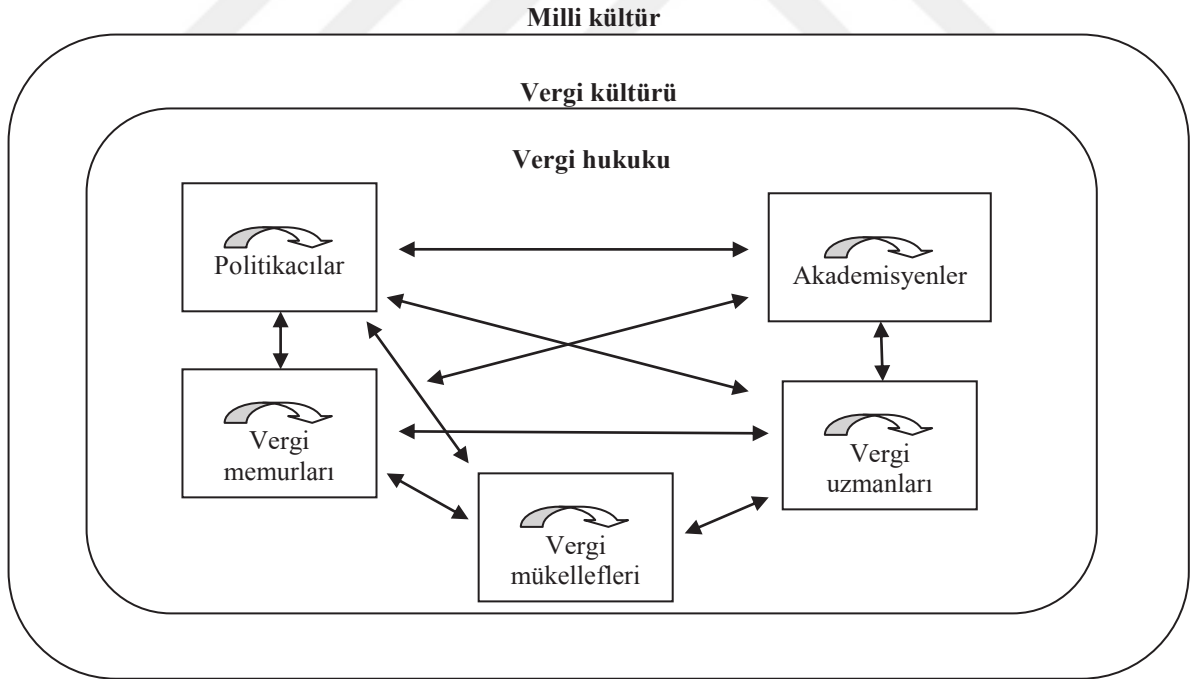 Milli kültür
Vergi kültürü
Vergi hukuku
Politikacılar
Akademisyenler
Vergi
memurları
Vergi
uzmanları
Vergi
mükellefleri